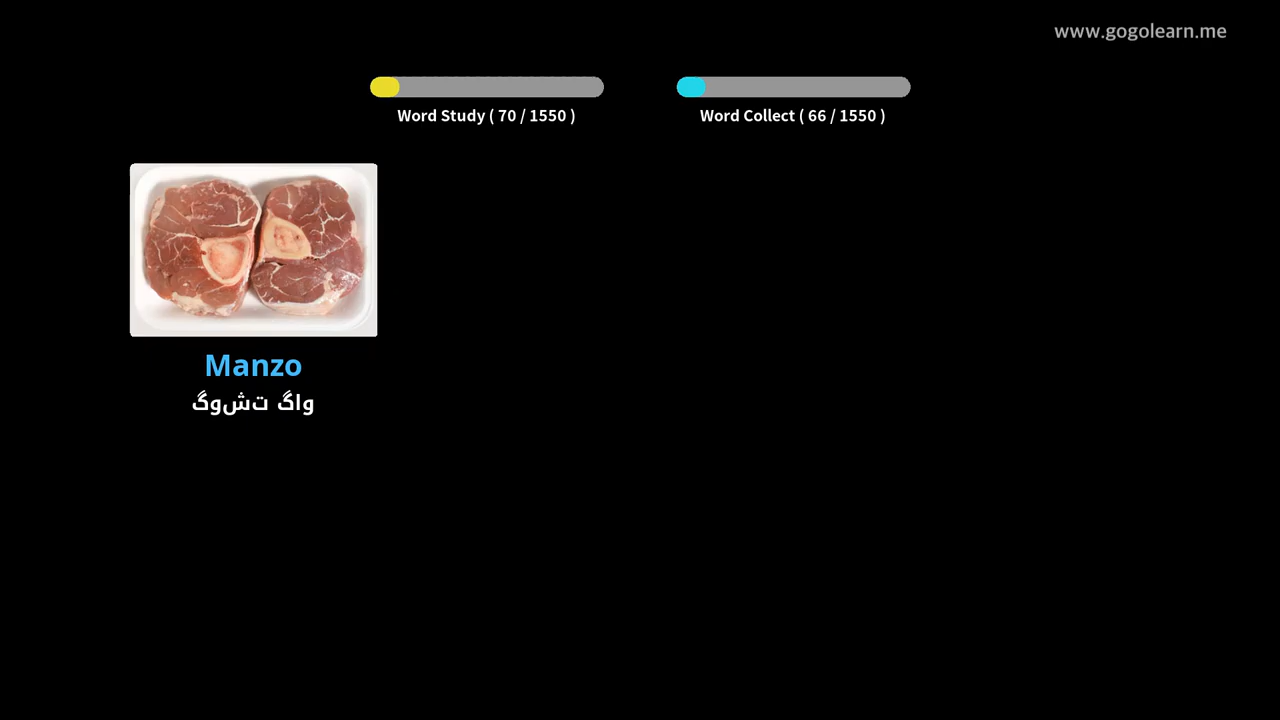 www.gogolearn.me
Word Study ( 70 / 1550 )
Word Collect ( 66 / 1550 )
Manzo
واگ تشوگ